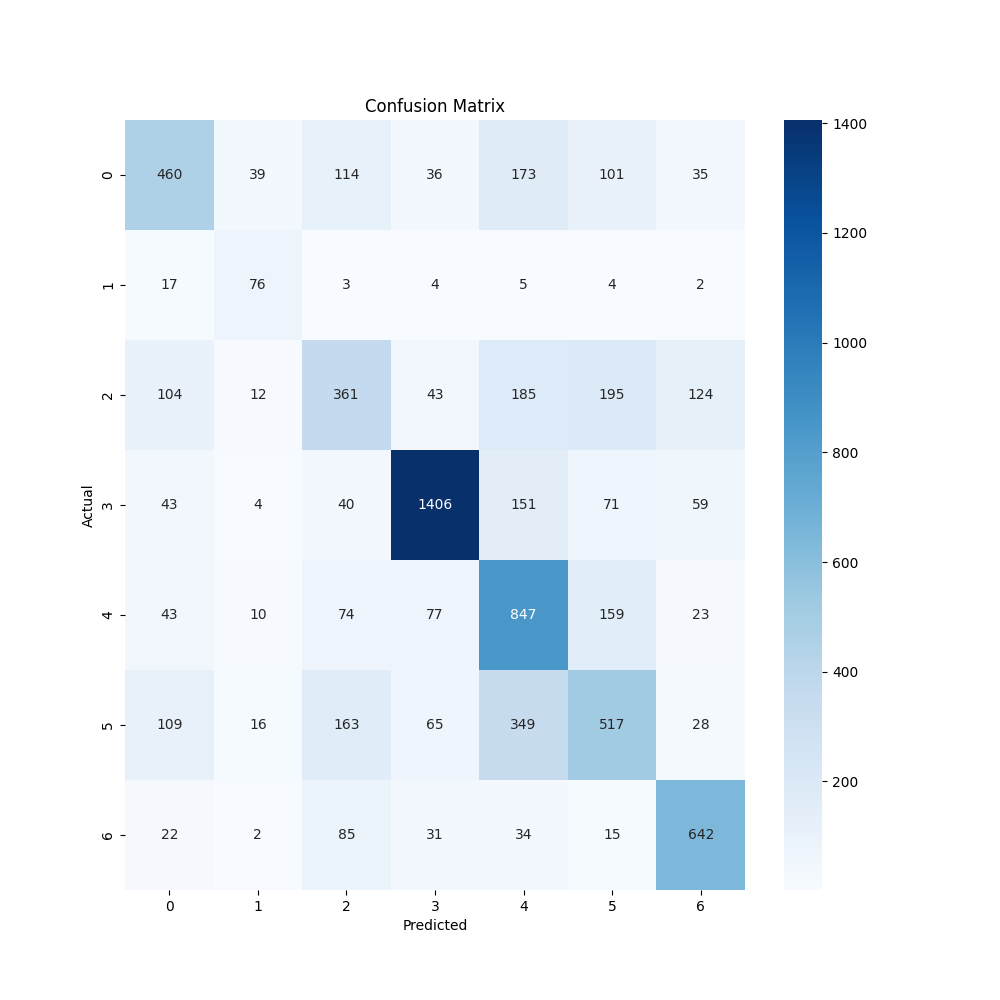 Confusion Matrix
0 460 39 114 36 173 101 35
1 17 76 3 4 5 4 2
2 104 12 361 43 185 195 124
3 43 4 40 1406 151 71 59
4 43 10 74 77 847 159 23
5 109 16 163 65 349 517 28
6 22 2 85 31 34 15 642
0 1 2 3 4 5 6
Predicted
Actual
1400
1200
1000
800
600
400
200